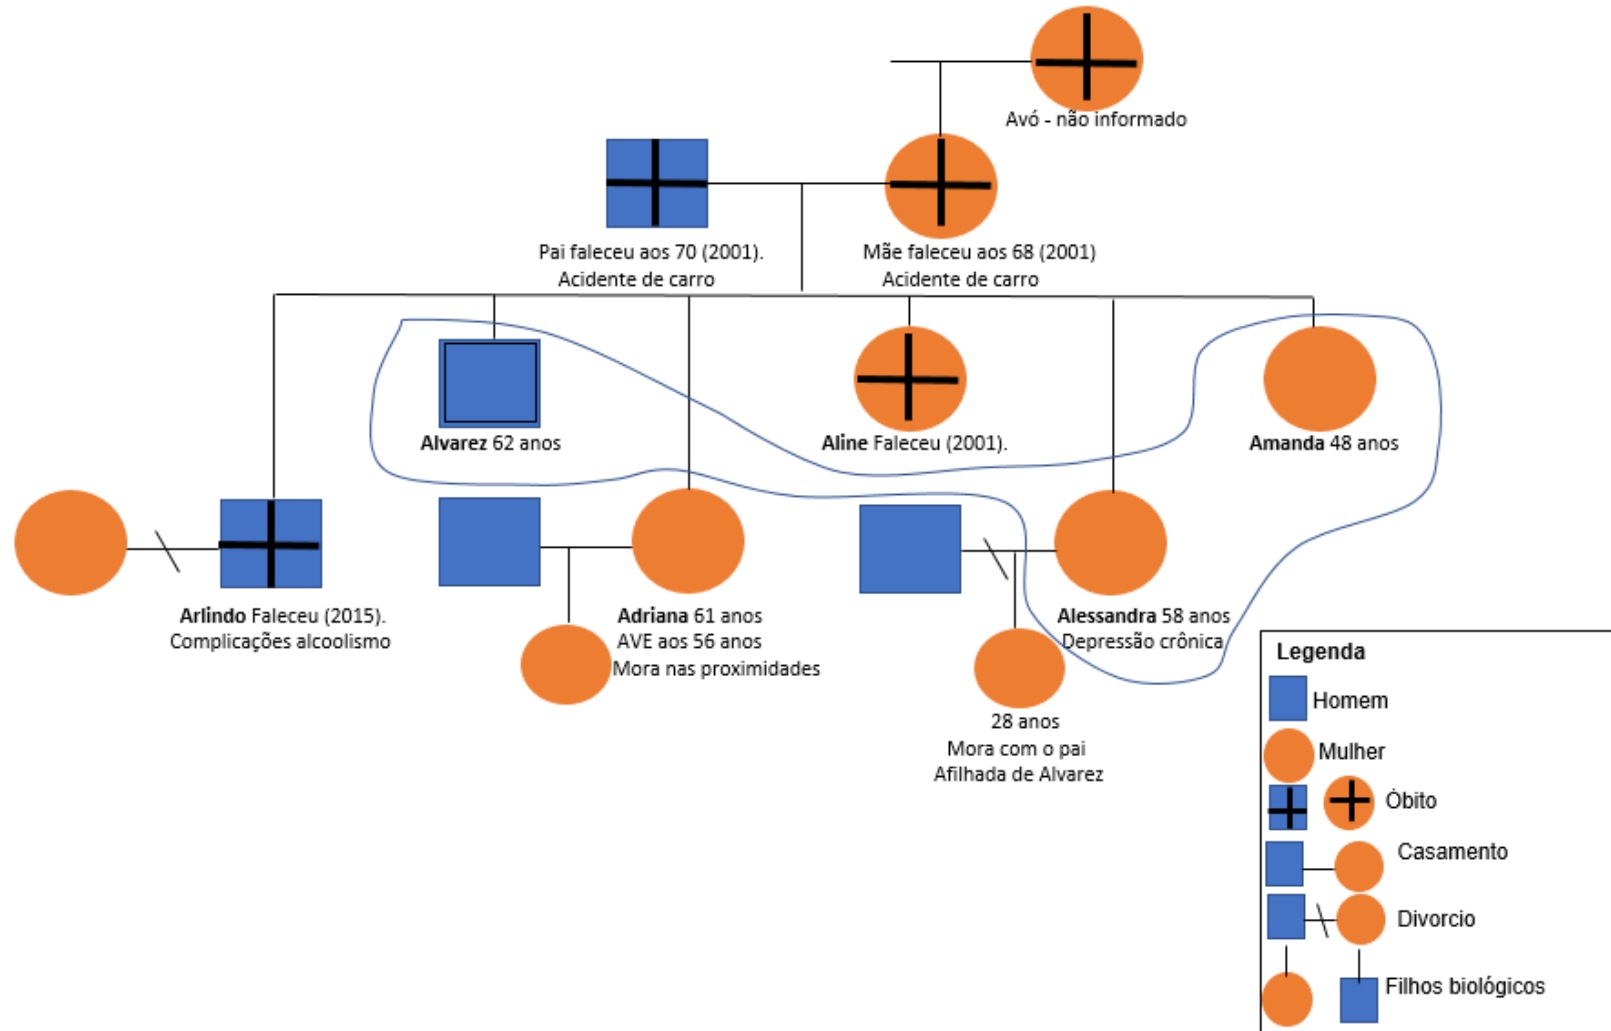 Avó - não informado
Pai faleceu aos 70 (2001).
Acidente de carro
Mãe faleceu aos 68 (2001)
Acidente de carro
Alvarez 62 anos
Aline Faleceu (2001).
Amanda 48 anos
Arlindo Faleceu (2015).
Complicações alcoolismo
Adriana 61 anos
AVE aos 56 anos
Mora nas proximidades
Alessandra 58 anos
Depressão crônica
28 anos
Mora com o pai
Afilhada de Alvarez
Legenda
Homem
Mulher
Óbito
Casamento
Divorcio
Filhos biológicos